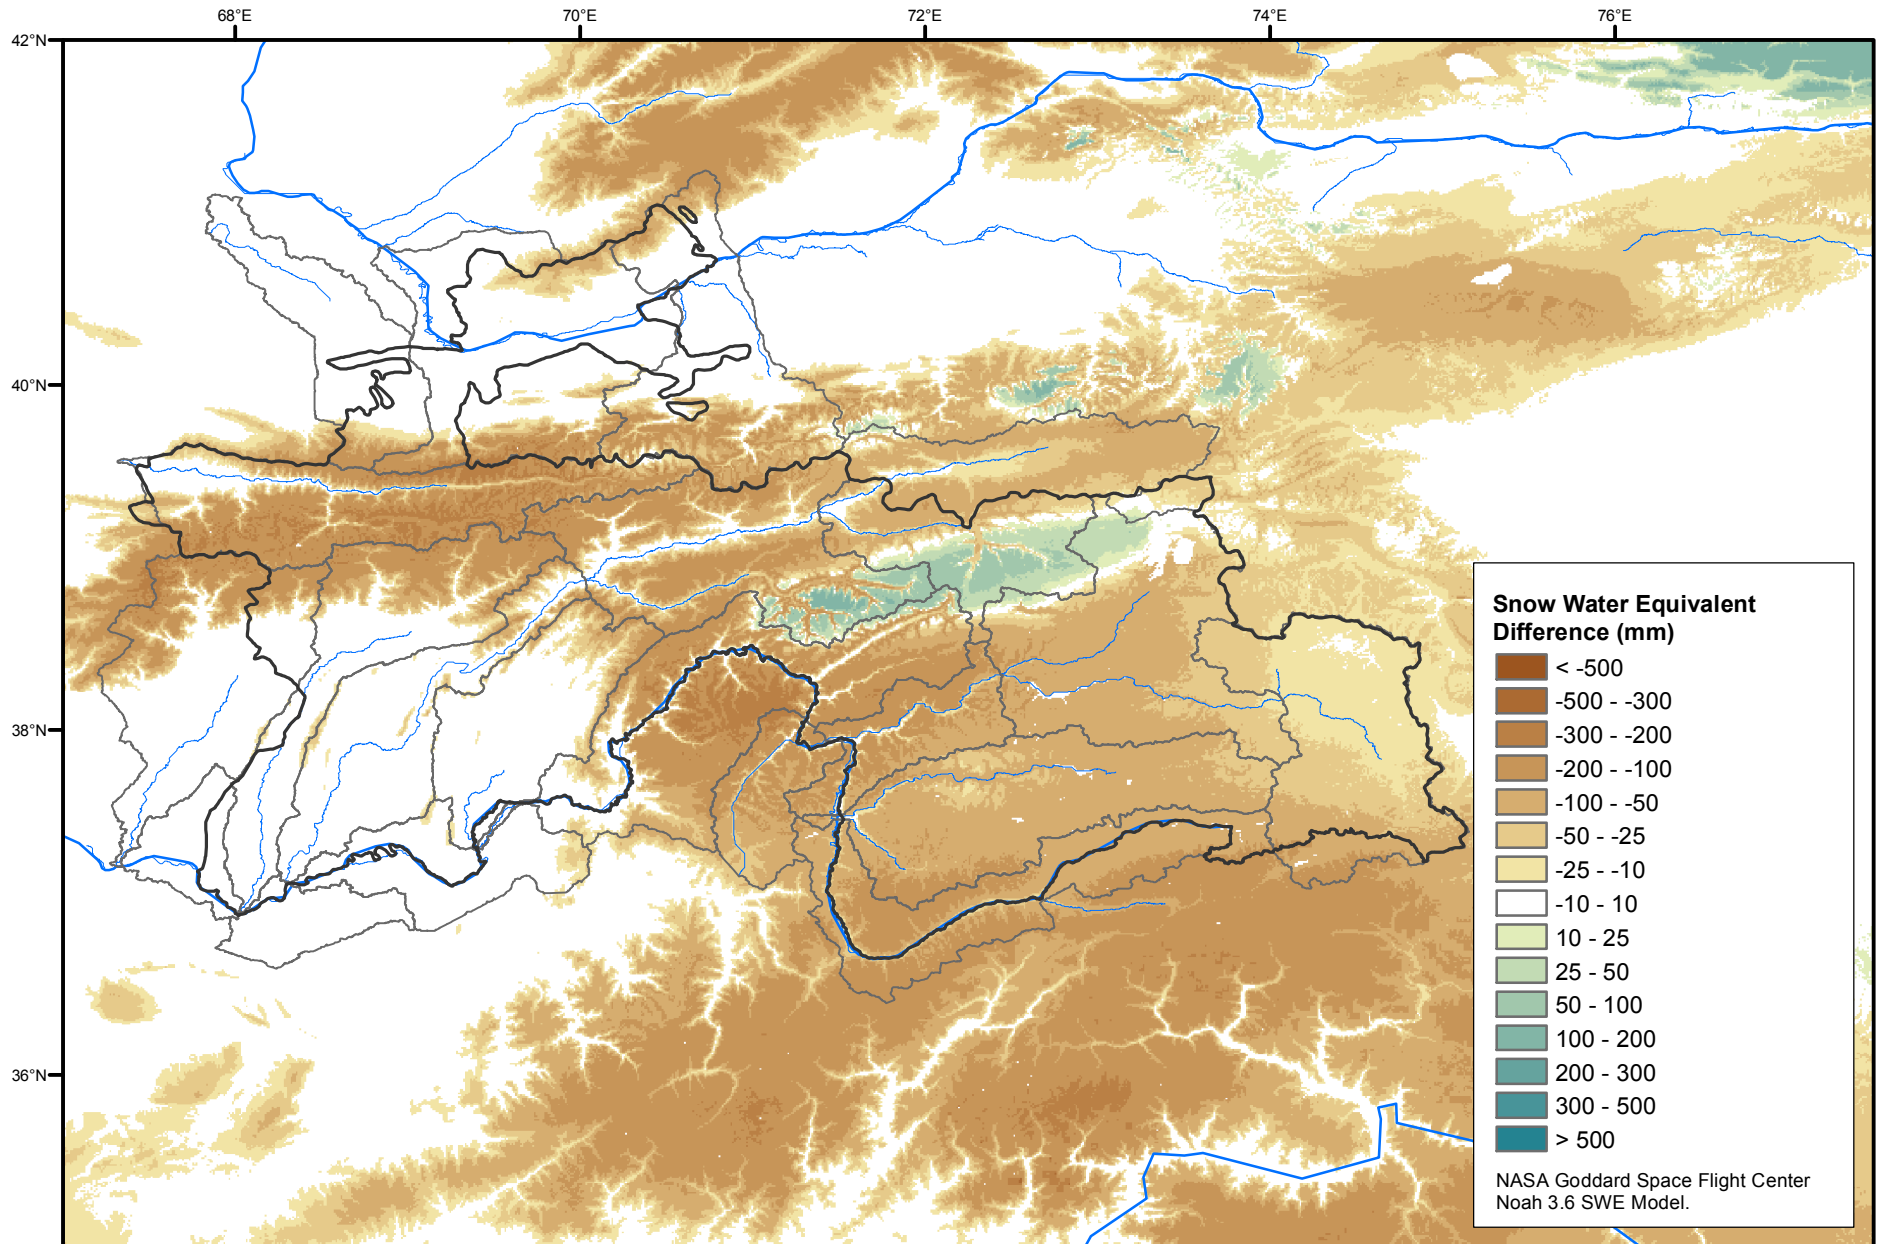 68°E
70°E
72°E
74°E
76°E
42°N
40°N
38°N
36°N
Snow Water Equivalent
Difference (mm)
< -500
-500 - -300
-300 - -200
-200 - -100
-100 - -50
-50 - -25
-25 - -10
-10 - 10
10 - 25
25 - 50
50 - 100
100 - 200
200 - 300
300 - 500
> 500
NASA Goddard Space Flight Center
Noah 3.6 SWE Model.